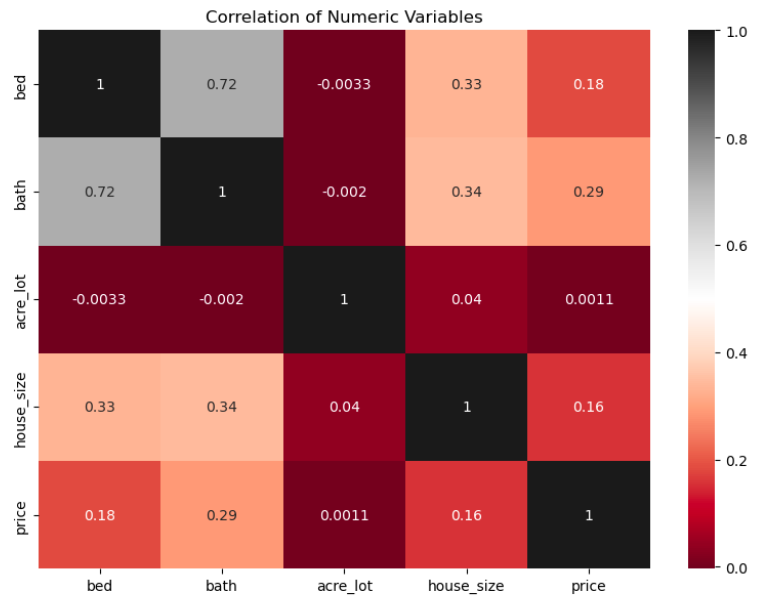 Correlation of Numeric Variables
bed 1 0.72 -0.0033 0.33 0.18
bath 0.72 1 -0.002 0.34 0.29
acre_lot -0.0033 -0.002 1 0.04 0.0011
house_size 0.33 0.34 0.04 1 0.16
price 0.18 0.29 0.0011 0.16 1
bed bath acre_lot house_size price
1.0
0.8
0.6
0.4
0.2
0.0